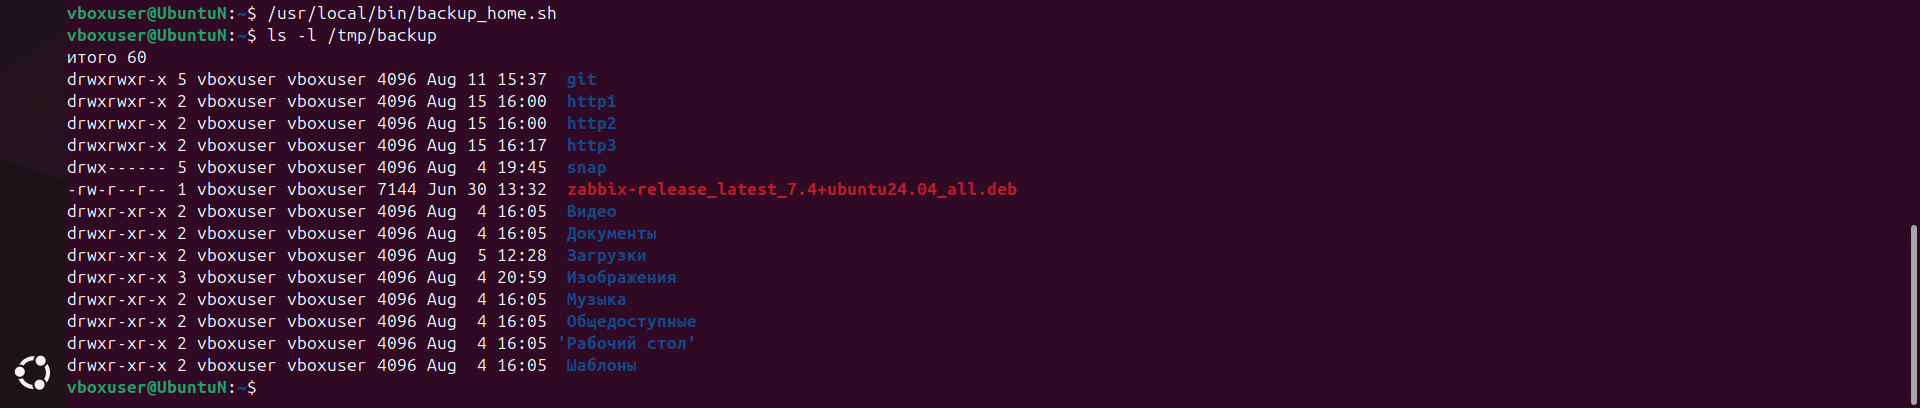 vboxuser@UbuntuN:~$ /usr/local/bin/backup_home.sh
vboxuser@UbuntuN:~$ ls -l /tmp/backup
итого 60
drwxrwxr-x 5 vboxuser vboxuser 4096 Aug 11 15:37  git
drwxrwxr-x 2 vboxuser vboxuser 4096 Aug 15 16:00  http1
drwxrwxr-x 2 vboxuser vboxuser 4096 Aug 15 16:00  http2
drwxrwxr-x 2 vboxuser vboxuser 4096 Aug 15 16:17  http3
drwx------ 5 vboxuser vboxuser 4096 Aug  4 19:45  snap
-rw-r--r-- 1 vboxuser vboxuser 7144 Jun 30 13:32  zabbix-release_latest_7.4+ubuntu24.04_all.deb
drwxr-xr-x 2 vboxuser vboxuser 4096 Aug  4 16:05  Видео
drwxr-xr-x 2 vboxuser vboxuser 4096 Aug  4 16:05  Документы
drwxr-xr-x 2 vboxuser vboxuser 4096 Aug  5 12:28  Загрузки
drwxr-xr-x 3 vboxuser vboxuser 4096 Aug  4 20:59  Изображения
drwxr-xr-x 2 vboxuser vboxuser 4096 Aug  4 16:05  Музыка
drwxr-xr-x 2 vboxuser vboxuser 4096 Aug  4 16:05  Общедоступные
drwxr-xr-x 2 vboxuser vboxuser 4096 Aug  4 16:05 'Рабочий стол'
drwxr-xr-x 2 vboxuser vboxuser 4096 Aug  4 16:05  Шаблоны
vboxuser@UbuntuN:~$